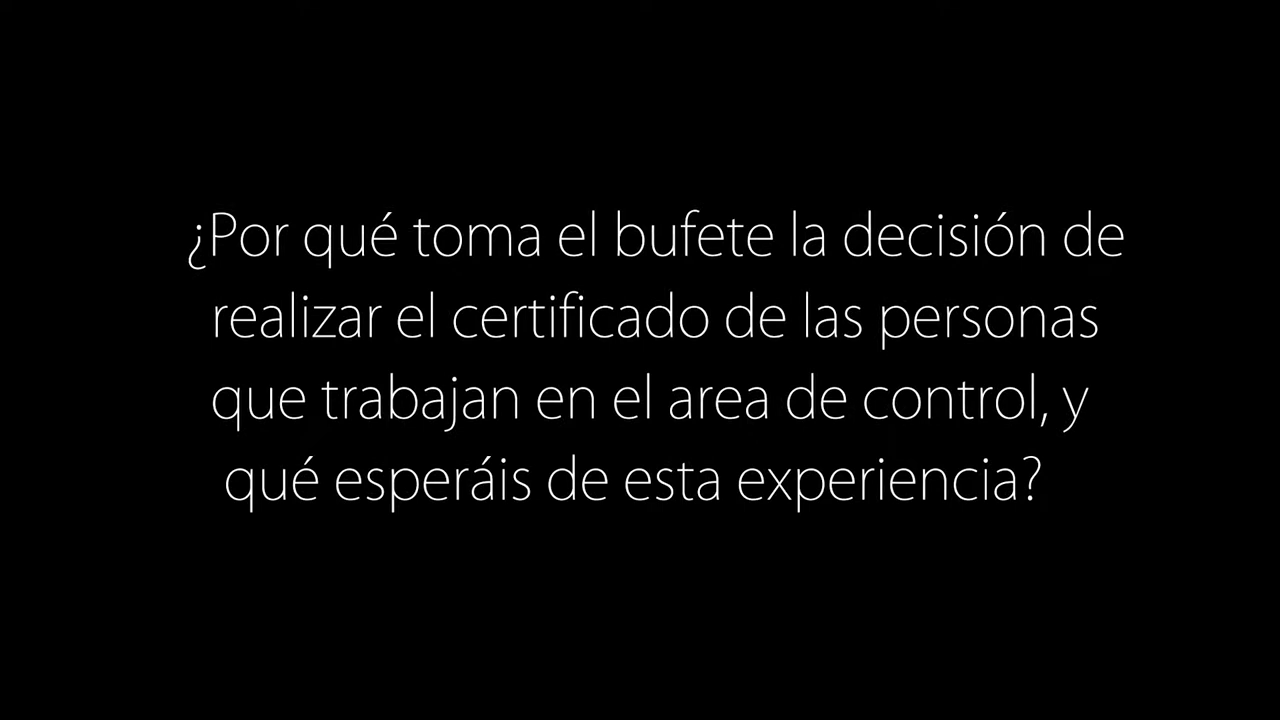 ¿Por qué toma el bufete la decisión de
realizar el certificado de las personas
que trabajan en el area de control, y
qué esperáis de esta experiencia?